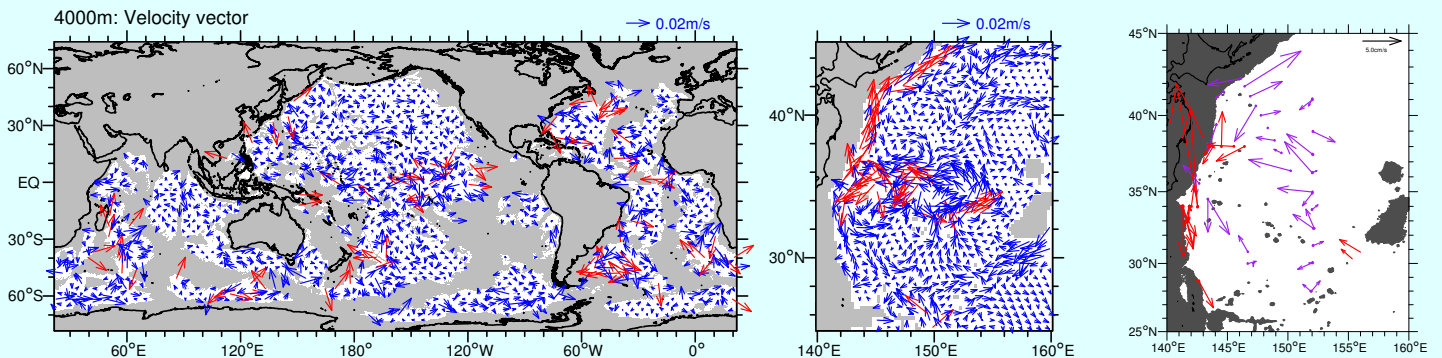 4000m: Velocity vector
0.02m/s
60°N
30°N
EQ
30°S
60°S
60°E 120°E 180° 120°W 60°W 0°
0.02m/s
40°N
30°N
140°E 150°E 160°E
5.0cm/s
45°N
40°N
35°N
30°N
25°N
140°E 145°E 150°E 155°E 160°E